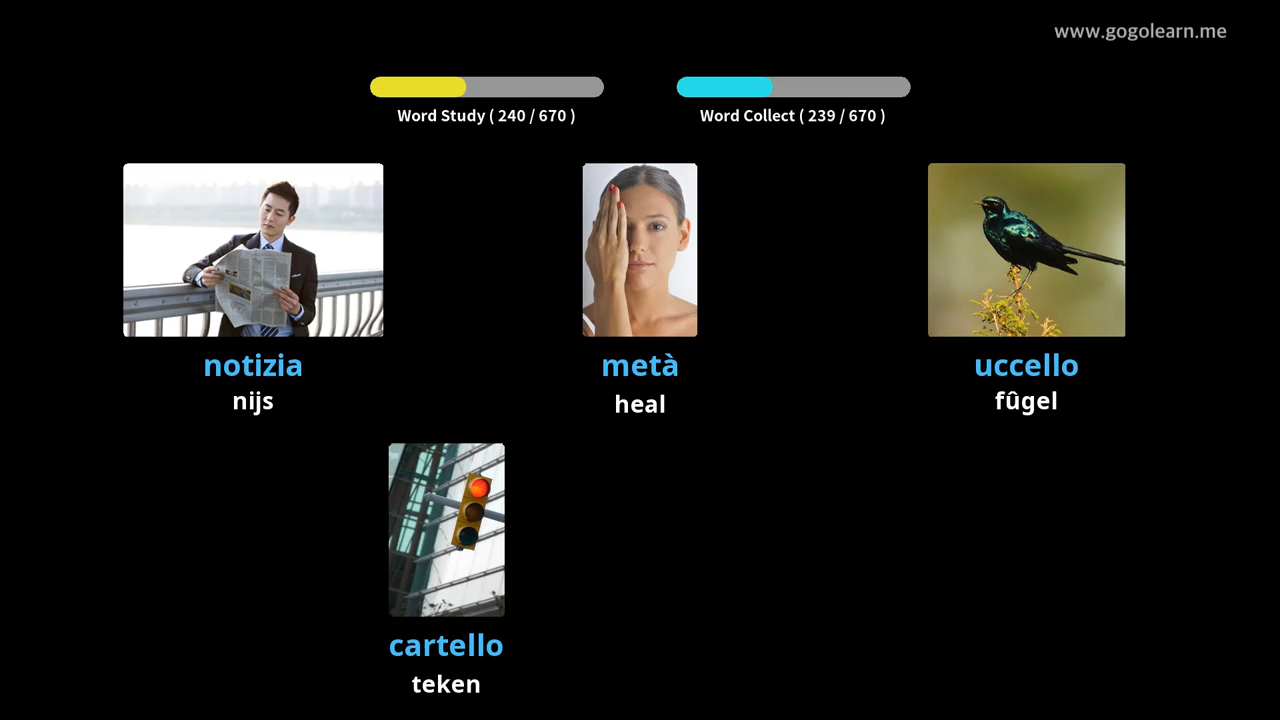 www.gogolearn.me
Word Study ( 240 / 670 )
Word Collect ( 239 / 670 )
notizia
nijs
metà
heal
uccello
fûgel
cartello
teken